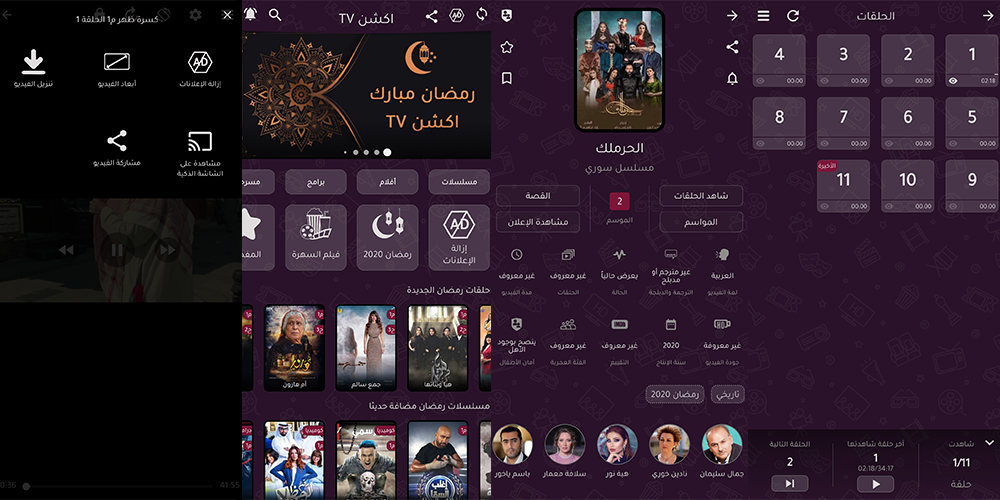 كسرة ظهر م1 الحلقة 1
إزالة الإعلانات
أبعاد الفيديو
تنزيل الفيديو
مشاهدة على
الشاشة الذكية
مشاركة الفيديو
0:36
41:55
اكشن TV
AD
رمضان مبارك
اكشن TV
مسلسلات
أفلام
برامج
AD
إزالة
الإعلانات
رمضان 2020
فيلم السهرة
حلقات رمضان الجديدة
هيا وبناتها
جمع سالم
أم هارون
مسلسلات رمضان مضافة حديثا
كوميديا
كوميديا
الحرملك
مسلسل سوري
شاهد الحلقات
2
القصة
المواسم
الموسم
مشاهدة الإعلان
العربية
غير مترجم أو
مدبلج
يعرض حالياً
غير معروف
غير معروف
لغة الفيديو
الترجمة والدبلجة
الحالة
الحلقات
مدة الفيديو
غير معروفة
2020
غير معروف
غير معروف
ينصح بوجود
الأهل
جودة الفيديو
سنة الإنتاج
التقييم
الفئة العمرية
أمان الأطفال
تاريخي
رمضان 2020
جمال سليمان
نادين خوري
هبة نور
سلافة معمار
باسم ياخور
الحلقات
1
2
3
4
02:18
00:00
00:00
00:00
5
6
7
8
00:00
00:00
00:00
00:00
9
10
11
الأخيرة
00:00
00:00
00:00
شاهدت
1/11
حلقة
آخر حلقة شاهدتها
1
02:18/34:17
الحلقة التالية
2